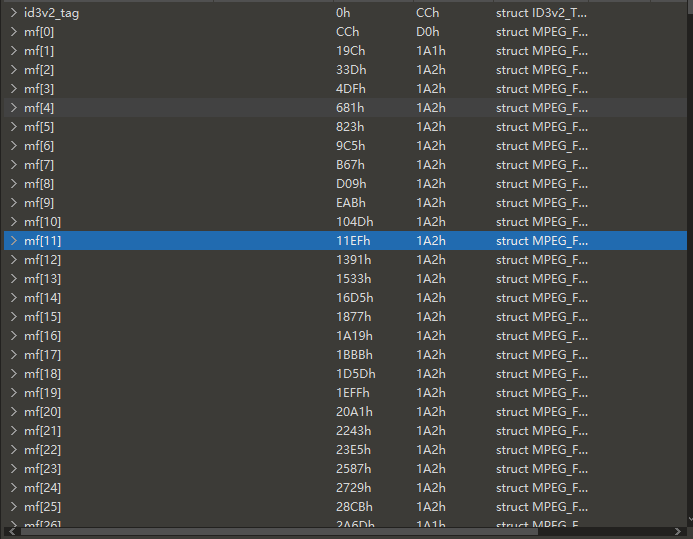 id3v2_tag 0h CCh struct ID3v2_T...
mf[0] CCh D0h struct MPEG_F...
mf[1] 19Ch 1A1h struct MPEG_F...
mf[2] 33Dh 1A2h struct MPEG_F...
mf[3] 4DFh 1A2h struct MPEG_F...
mf[4] 681h 1A2h struct MPEG_F...
mf[5] 823h 1A2h struct MPEG_F...
mf[6] 9C5h 1A2h struct MPEG_F...
mf[7] B67h 1A2h struct MPEG_F...
mf[8] D09h 1A2h struct MPEG_F...
mf[9] EABh 1A2h struct MPEG_F...
mf[10] 104Dh 1A2h struct MPEG_F...
mf[11] 11EFh 1A2h struct MPEG_F...
mf[12] 1391h 1A2h struct MPEG_F...
mf[13] 1533h 1A2h struct MPEG_F...
mf[14] 16D5h 1A2h struct MPEG_F...
mf[15] 1877h 1A2h struct MPEG_F...
mf[16] 1A19h 1A2h struct MPEG_F...
mf[17] 1BBBh 1A2h struct MPEG_F...
mf[18] 1D5Dh 1A2h struct MPEG_F...
mf[19] 1EFFh 1A2h struct MPEG_F...
mf[20] 20A1h 1A2h struct MPEG_F...
mf[21] 2243h 1A2h struct MPEG_F...
mf[22] 23E5h 1A2h struct MPEG_F...
mf[23] 2587h 1A2h struct MPEG_F...
mf[24] 2729h 1A2h struct MPEG_F...
mf[25] 28CBh 1A2h struct MPEG_F...
mf[26] 2A6Dh 1A1h struct MPEG_F...